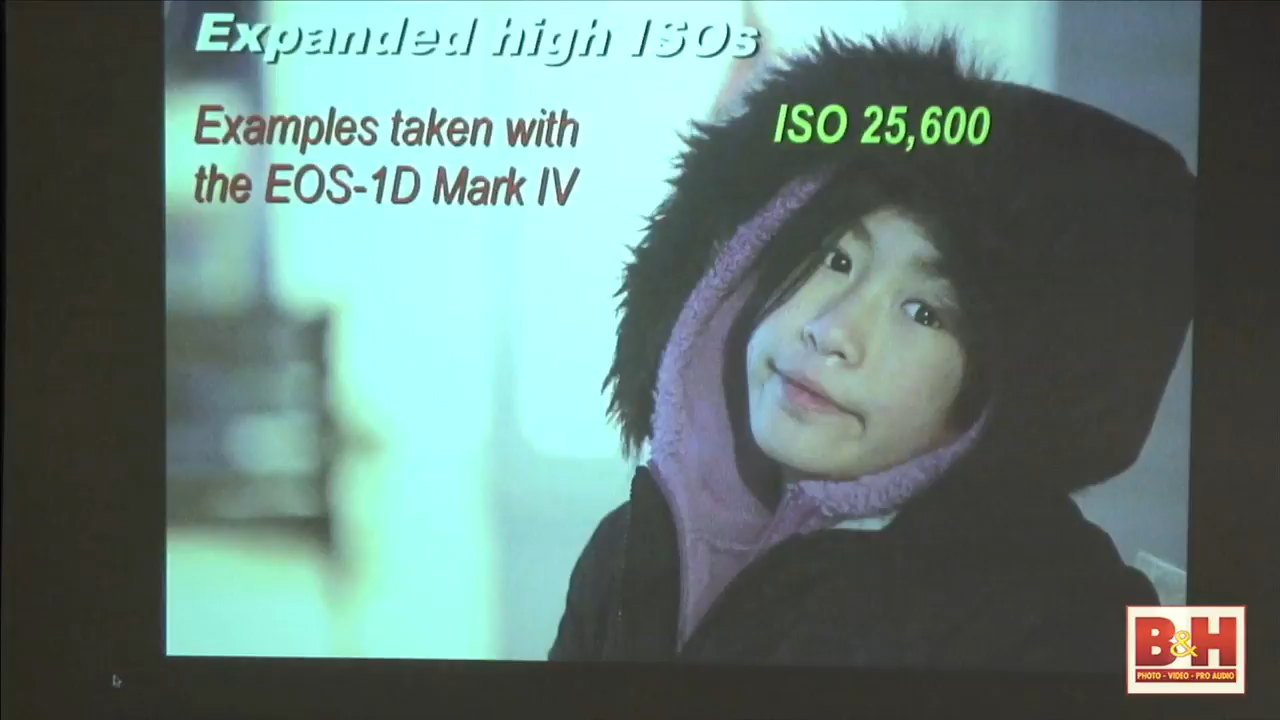 Expanded high ISOs
Examples taken with
the EOS-1D Mark IV
ISO 25,600
B&H
PHOTO - VIDEO - PRO AUDIO